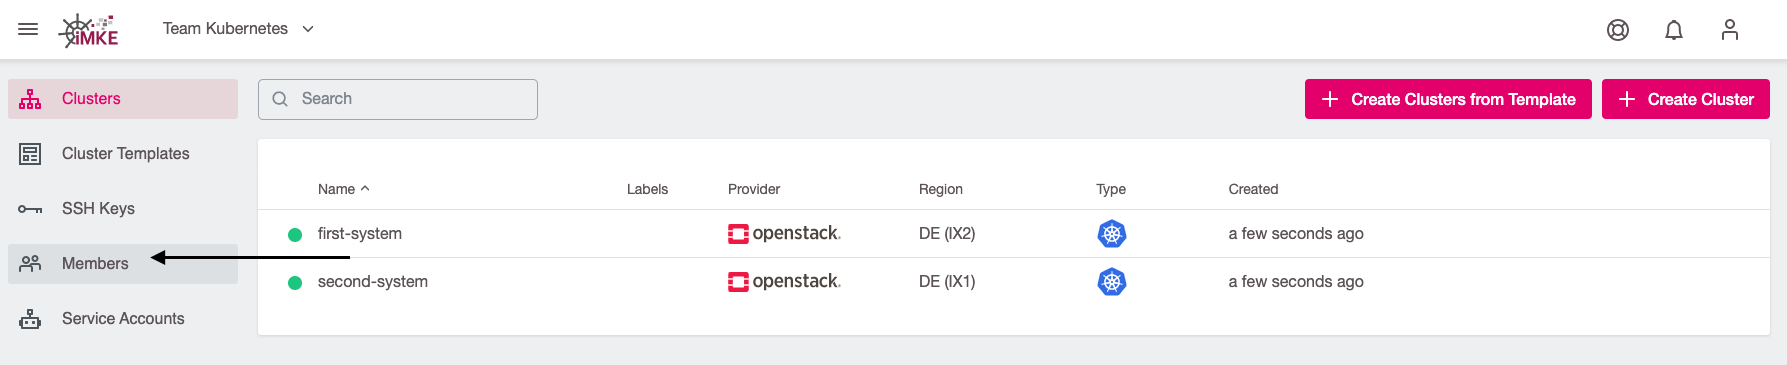 iMKE Team Kubernetes
Clusters Search Create Clusters from Template Create Cluster
Cluster Templates
Name Labels Provider Region Type Created
SSH Keys
first-system openstack. DE (IX2) a few seconds ago
Members
second-system openstack. DE (IX1) a few seconds ago
Service Accounts